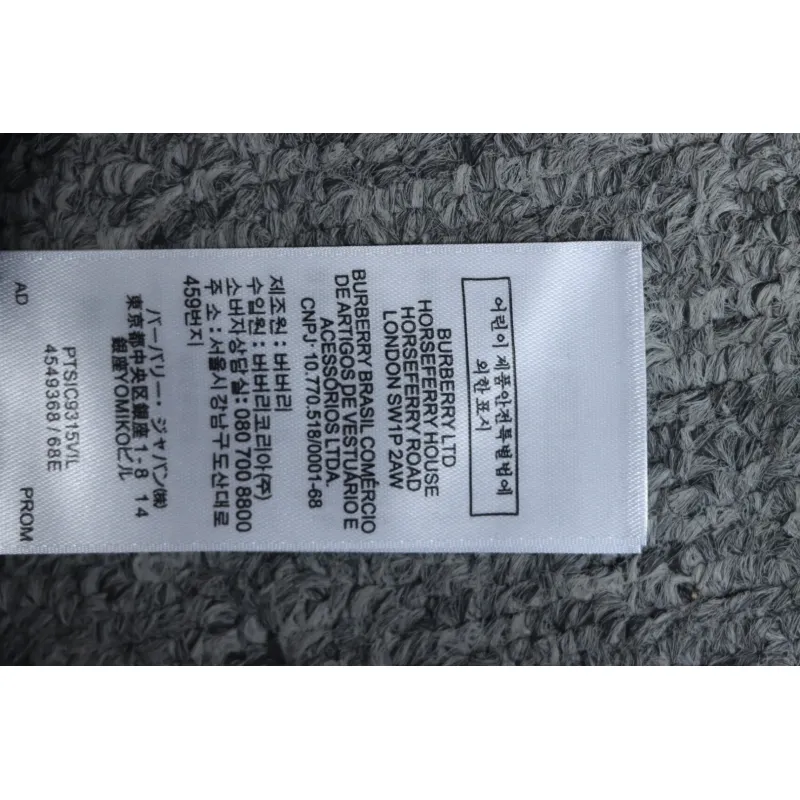 어린이 제품안전특별법에
의한 표시
BURBERRY LTD
HORSEFERRY HOUSE
HORSEFERRY ROAD
LONDON SW1P 2AW
BURBERRY BRASIL COMÉRCIO
DE ARTIGOS DE VESTUÁRIO E
ACESSÓRIOS LTDA.
CNPJ: 10.770.518/0001-68
제조원 : 버버리
수입원 : 버버리코리아(주)
소비자상담실: 080 700 8800
주 소 : 서울시 강남구 도산대로
459번지
バーバリー・ジャパン㈱
東京都中央区銀座 1 - 8 14
銀座YOMIKOビル
PTSIC9315VIL
4549368 / 68E
AD PROM